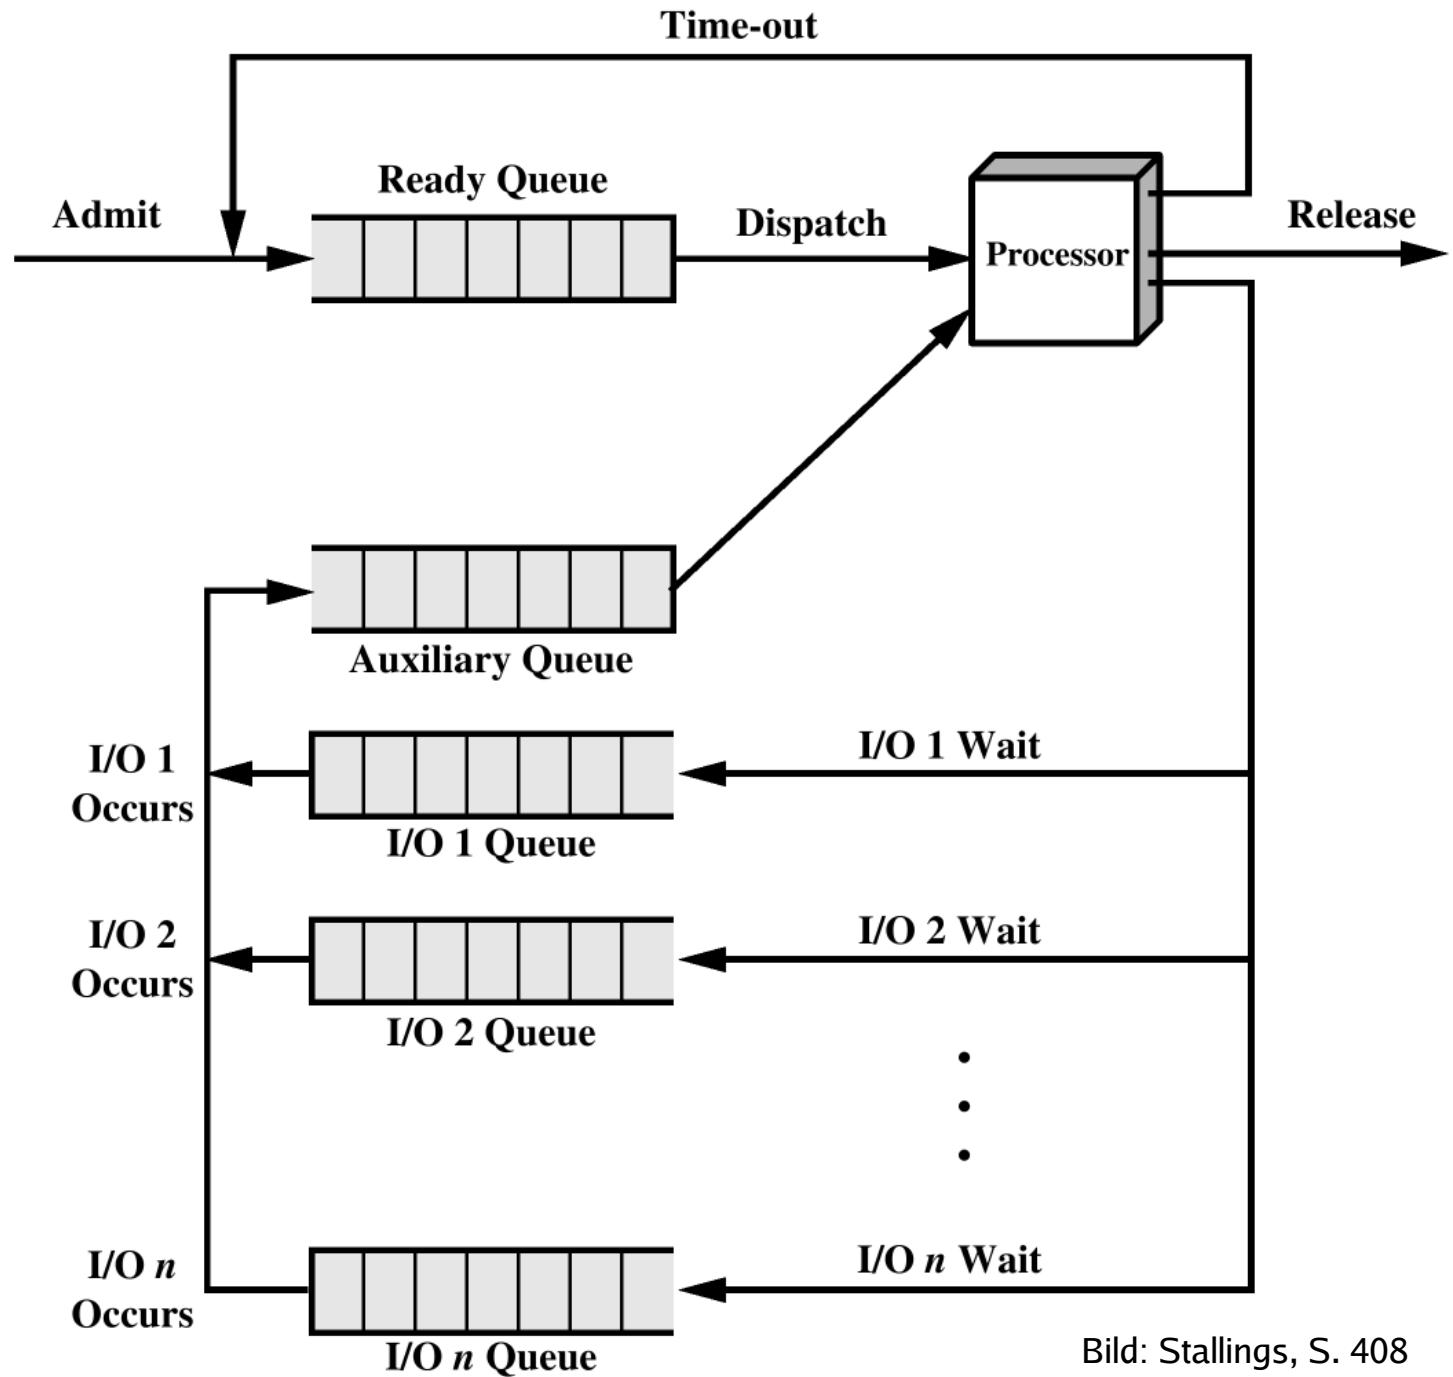 Time-out
Ready Queue
Admit
Dispatch
Release
Processor
Auxiliary Queue
I/O 1
Occurs
I/O 1 Wait
I/O 1 Queue
I/O 2
Occurs
I/O 2 Wait
I/O 2 Queue
I/O n
Occurs
I/O n Wait
I/O n Queue
Bild: Stallings, S. 408